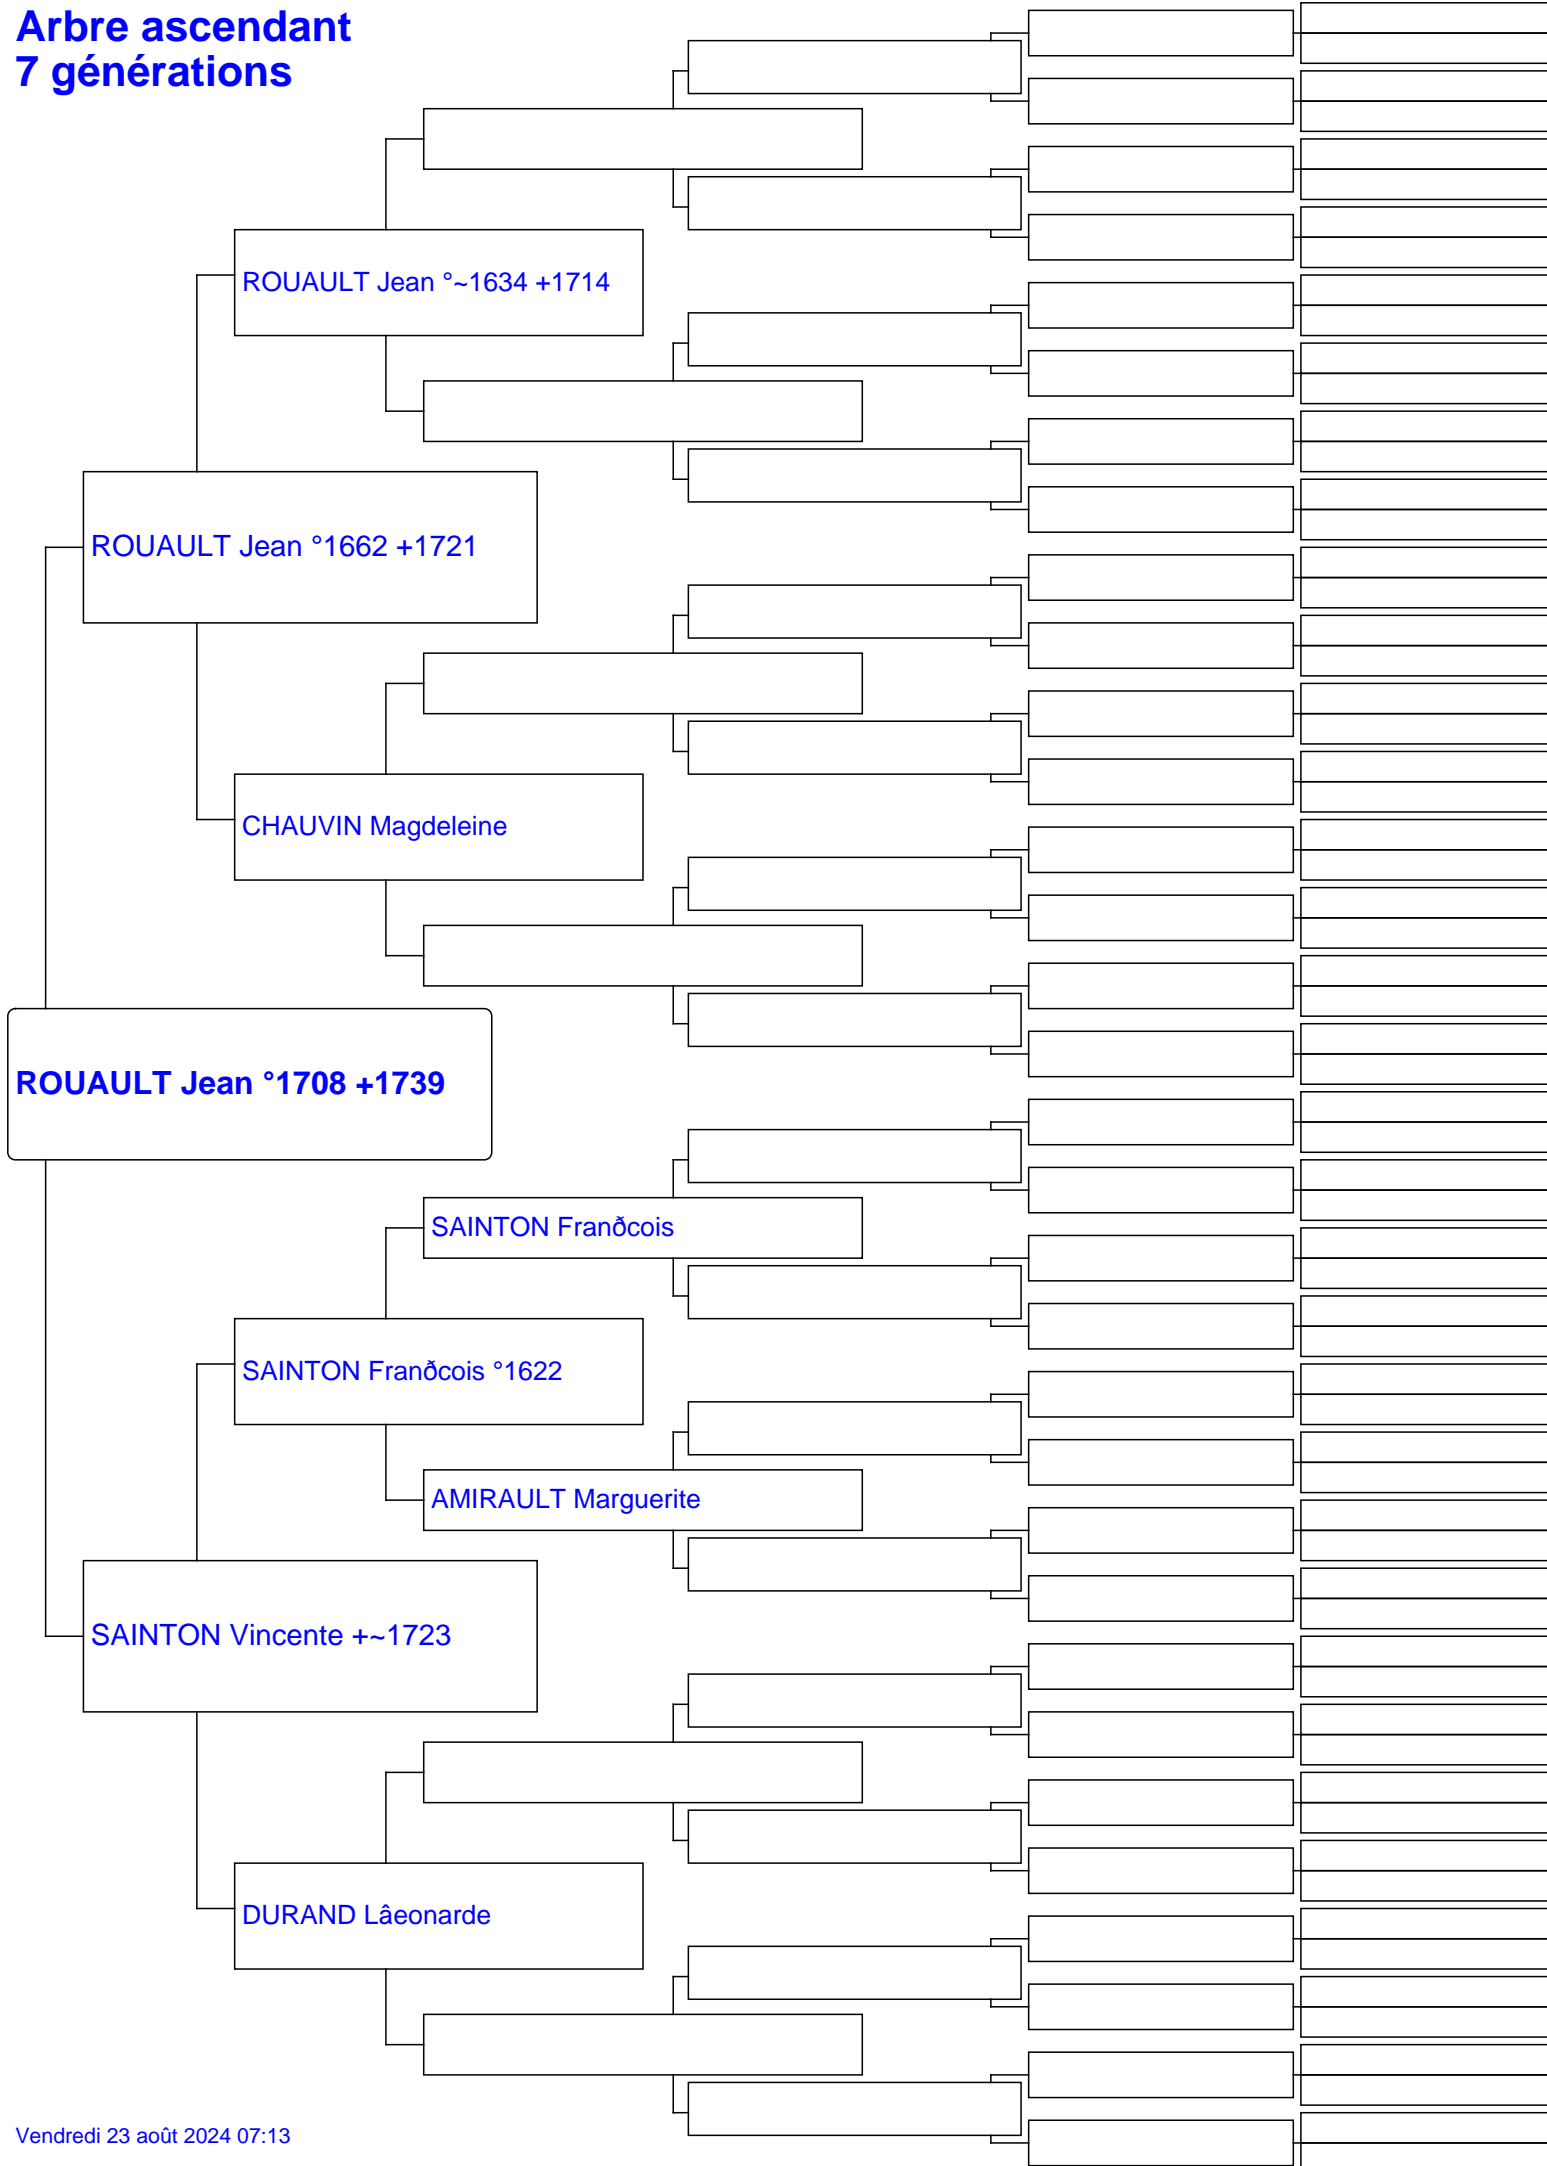 Arbre ascendant
7 générations
ROUAULT Jean °~1634 +1714
ROUAULT Jean °1662 +1721
CHAUVIN Magdeleine
ROUAULT Jean °1708 +1739
SAINTON Franðcois
SAINTON Franðcois °1622
AMIRAULT Marguerite
SAINTON Vincente +~1723
DURAND Lâeonarde
Vendredi 23 août 2024 07:13